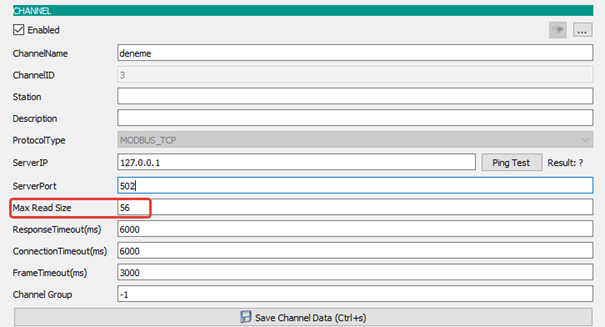 CHANNEL
Enabled
...
ChannelName deneme
ChannelID 3
Station
Description
ProtocolType MODBUS_TCP
ServerIP 127.0.0.1 Ping Test Result: ?
ServerPort 502
Max Read Size 56
ResponseTimeout(ms) 6000
ConnectionTimeout(ms) 6000
FrameTimeout(ms) 3000
Channel Group -1
Save Channel Data (Ctrl+s)